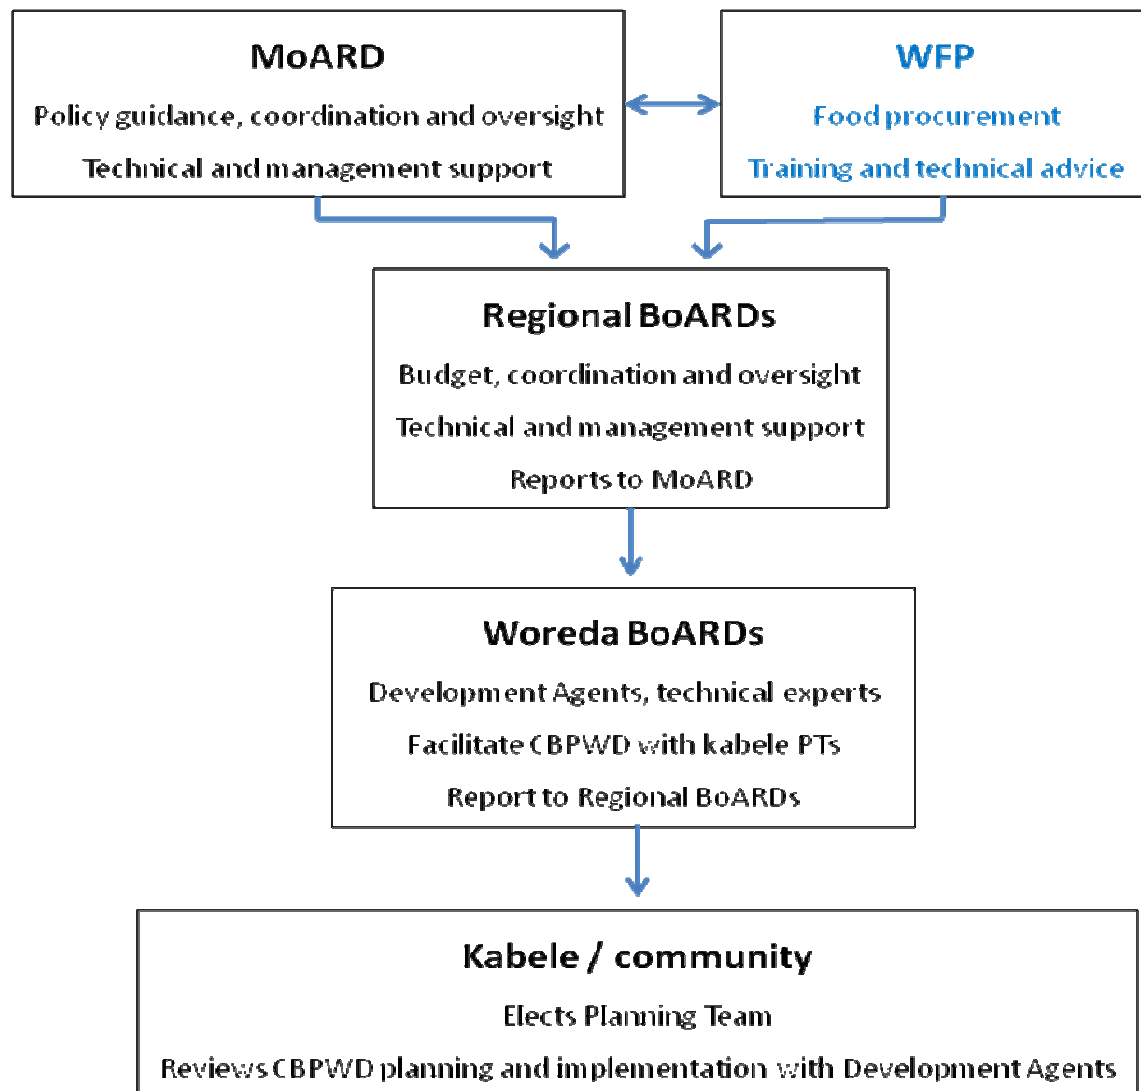 MoARD
Policy guidance, coordination and oversight
Technical and management support
WFP
Food procurement
Training and technical advice
Regional BoARDs
Budget, coordination and oversight
Technical and management support
Reports to MoARD
Woreda BoARDs
Development Agents, technical experts
Facilitate CBPWD with kabele PTs
Report to Regional BoARDs
Kabele / community
Elects Planning Team
Reviews CBPWD planning and implementation with Development Agents